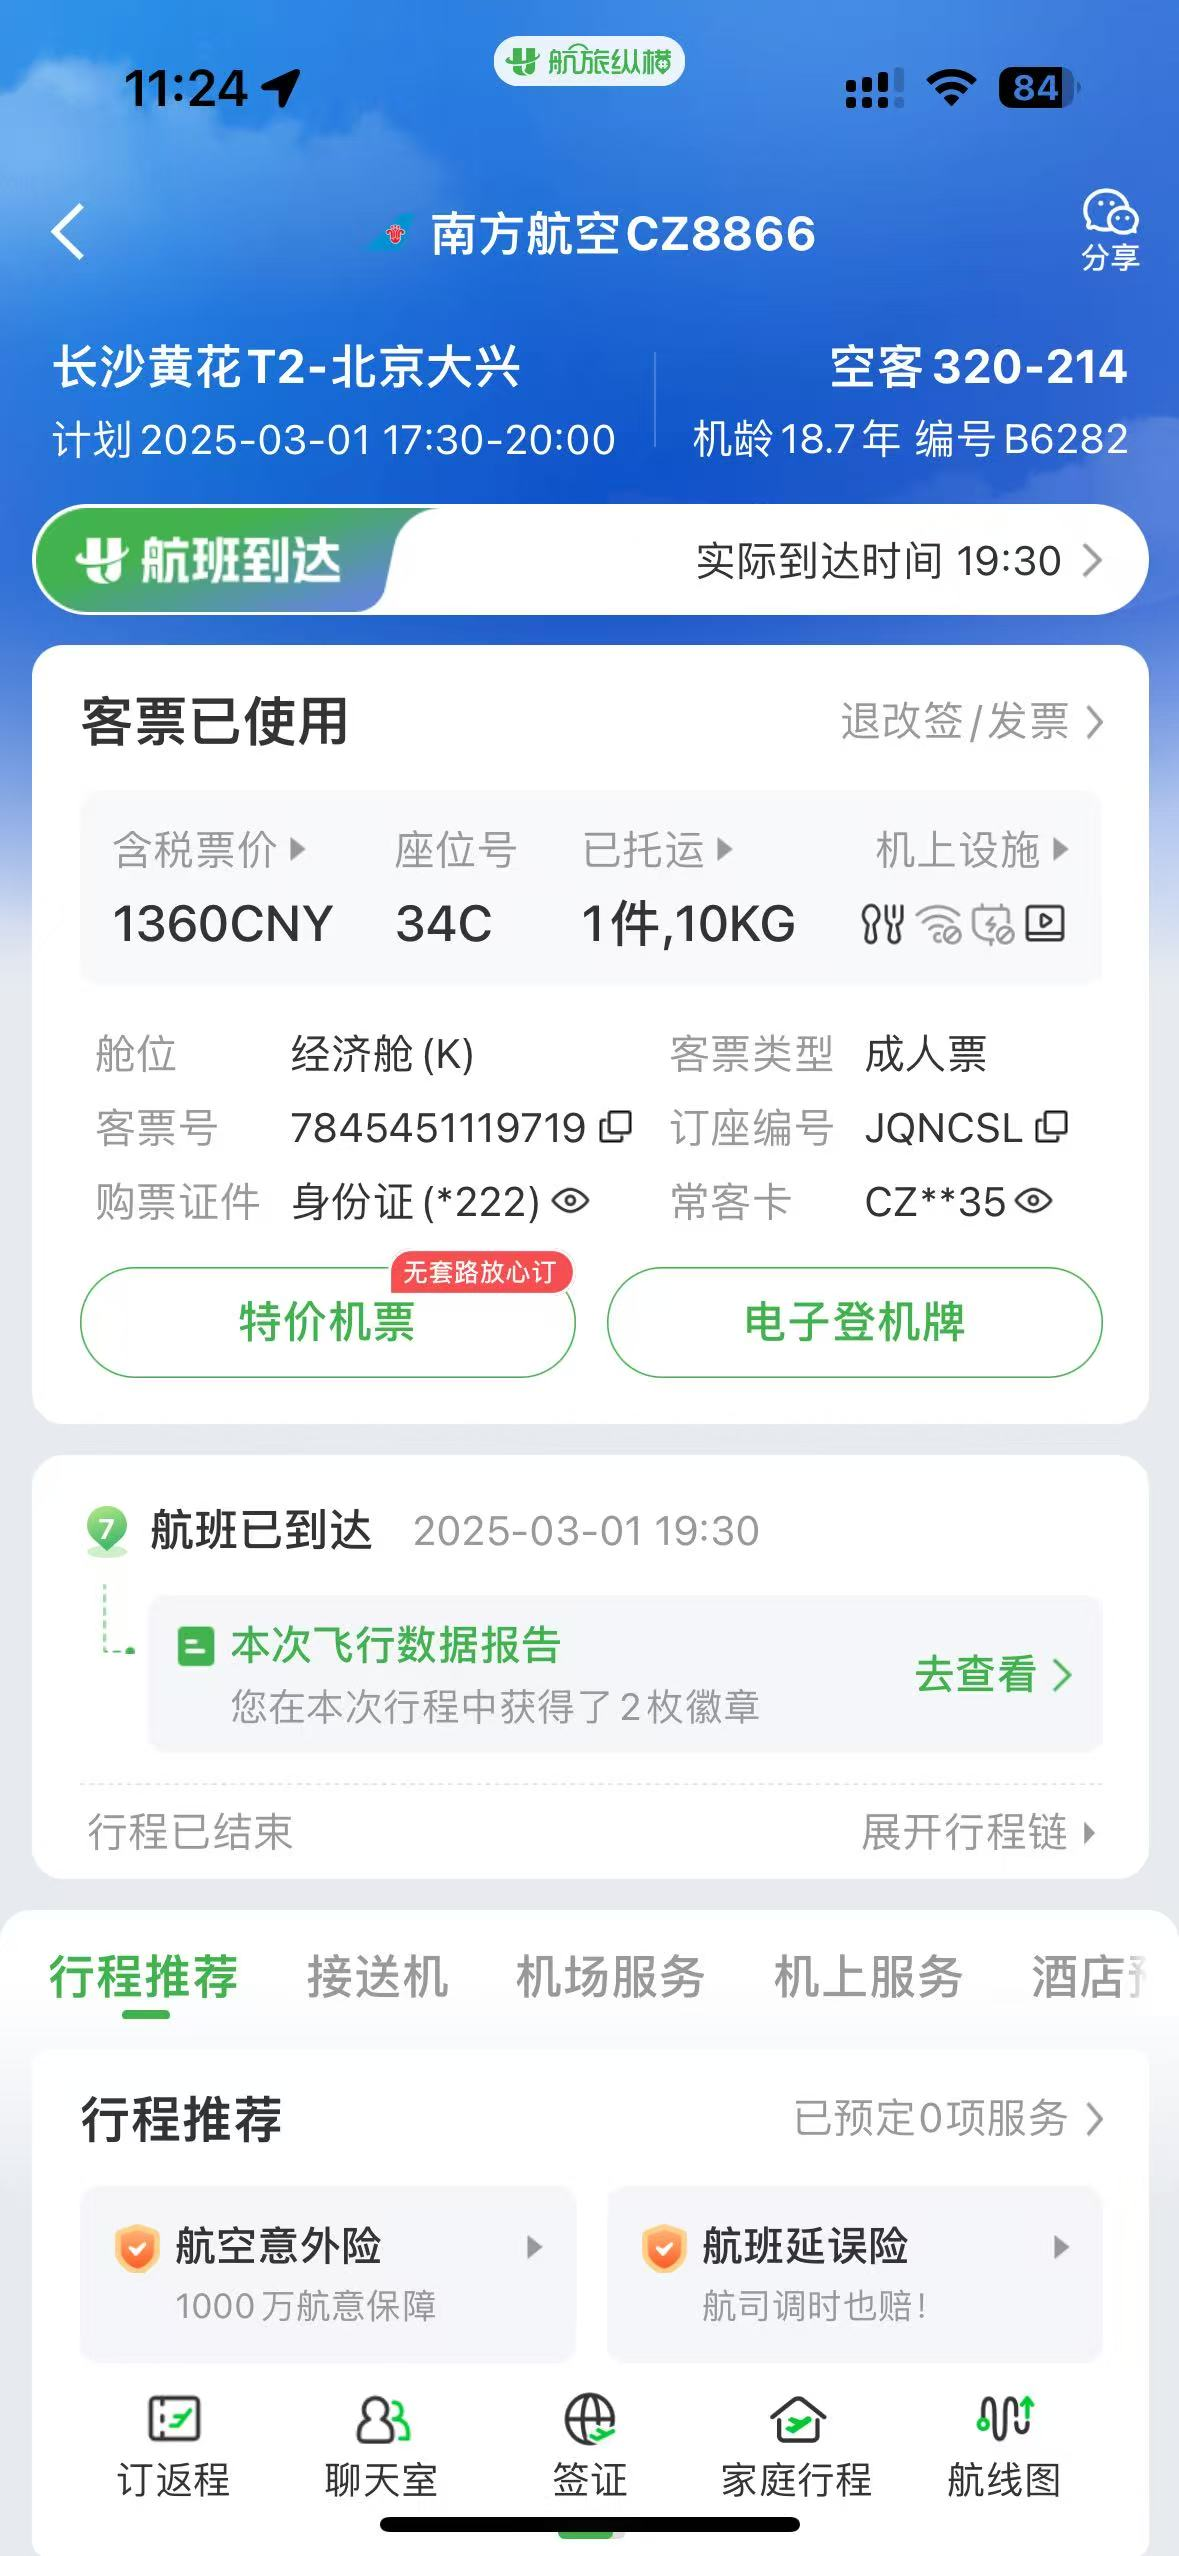 11:24
航旅纵横
84
南方航空CZ8866
分享
长沙黄花T2-北京大兴
空客320-214
计划2025-03-01 17:30-20:00
机龄18.7年 编号B6282
航班到达
实际到达时间 19:30
客票已使用
退改签/发票
含税票价 座位号 已托运 机上设施
1360CNY 34C 1件,10KG
舱位 经济舱(K) 客票类型 成人票
客票号 7845451119719 订座编号 JQNCSL
购票证件 身份证(*222) 常客卡 CZ**35
无套路放心订
特价机票 电子登机牌
7 航班已到达 2025-03-01 19:30
本次飞行数据报告
您在本次行程中获得了2枚徽章
去查看
行程已结束 展开行程链
行程推荐 接送机 机场服务 机上服务 酒店
行程推荐 已预定0项服务
航空意外险 航班延误险
1000万航意保障 航司调时也赔!
订返程 聊天室 签证 家庭行程 航线图